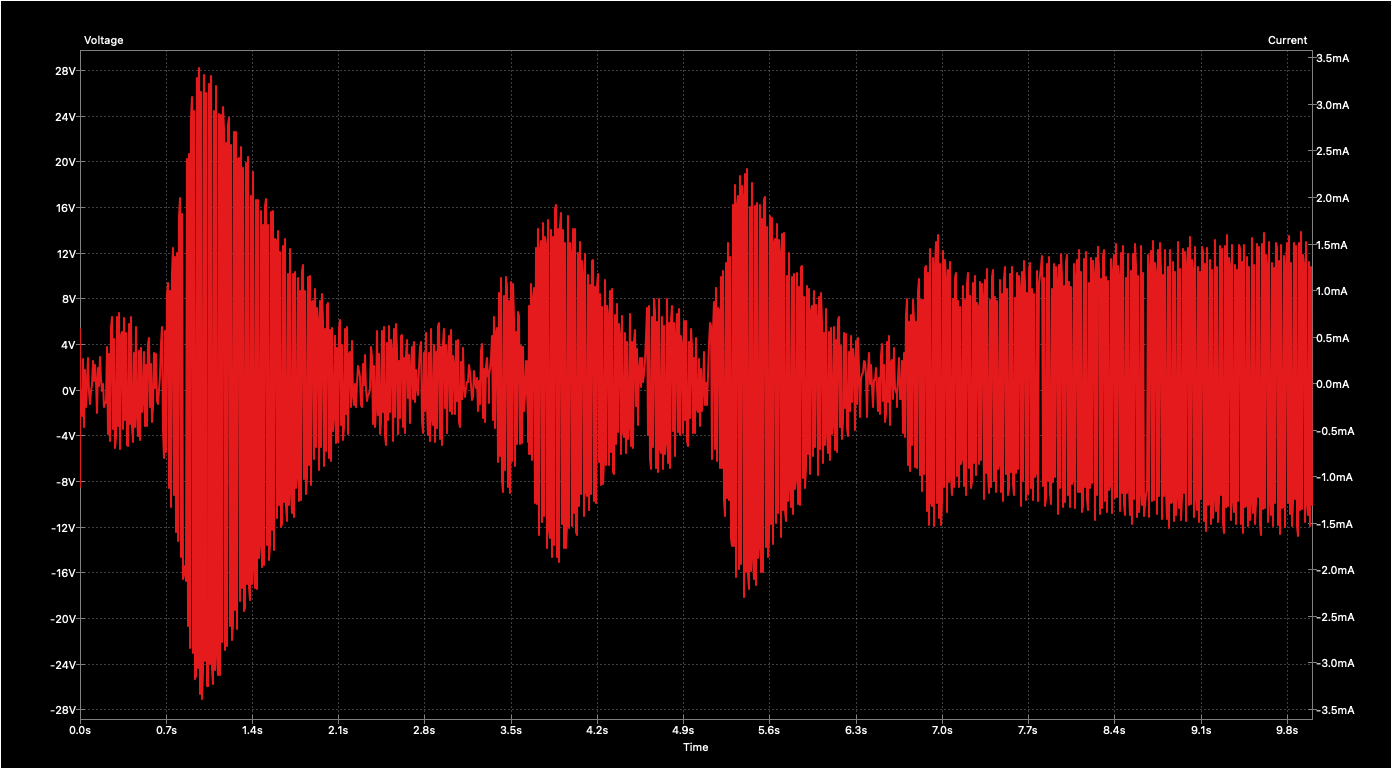 Voltage
Current
28V
24V
20V
16V
12V
8V
4V
0V
-4V
-8V
-12V
-16V
-20V
-24V
-28V
3.5mA
3.0mA
2.5mA
2.0mA
1.5mA
1.0mA
0.5mA
0.0mA
-0.5mA
-1.0mA
-1.5mA
-2.0mA
-2.5mA
-3.0mA
-3.5mA
0.0s 0.7s 1.4s 2.1s 2.8s 3.5s 4.2s 4.9s 5.6s 6.3s 7.0s 7.7s 8.4s 9.1s 9.8s
Time